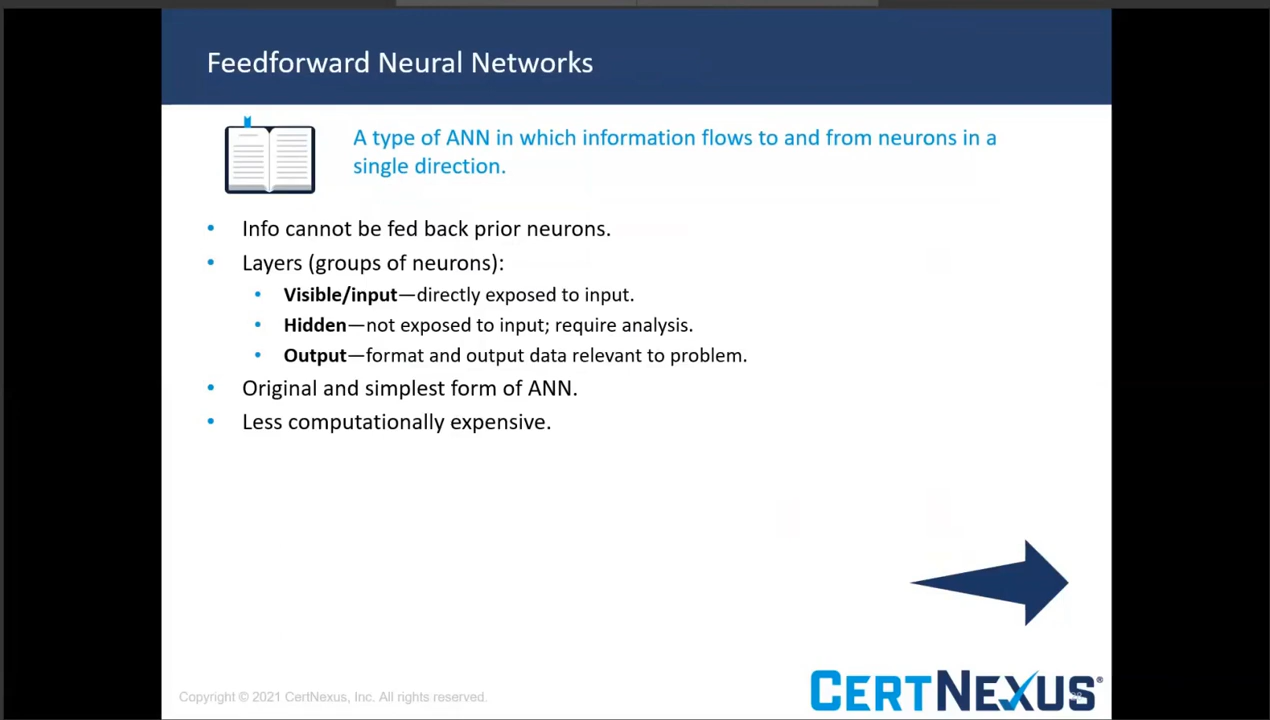 Feedforward Neural Networks
A type of ANN in which information flows to and from neurons in a
single direction.
• Info cannot be fed back prior neurons.
• Layers (groups of neurons):
• Visible/input—directly exposed to input.
• Hidden—not exposed to input; require analysis.
• Output—format and output data relevant to problem.
• Original and simplest form of ANN.
• Less computationally expensive.
Copyright © 2021 CertNexus, Inc. All rights reserved.
CERTNEXUS®